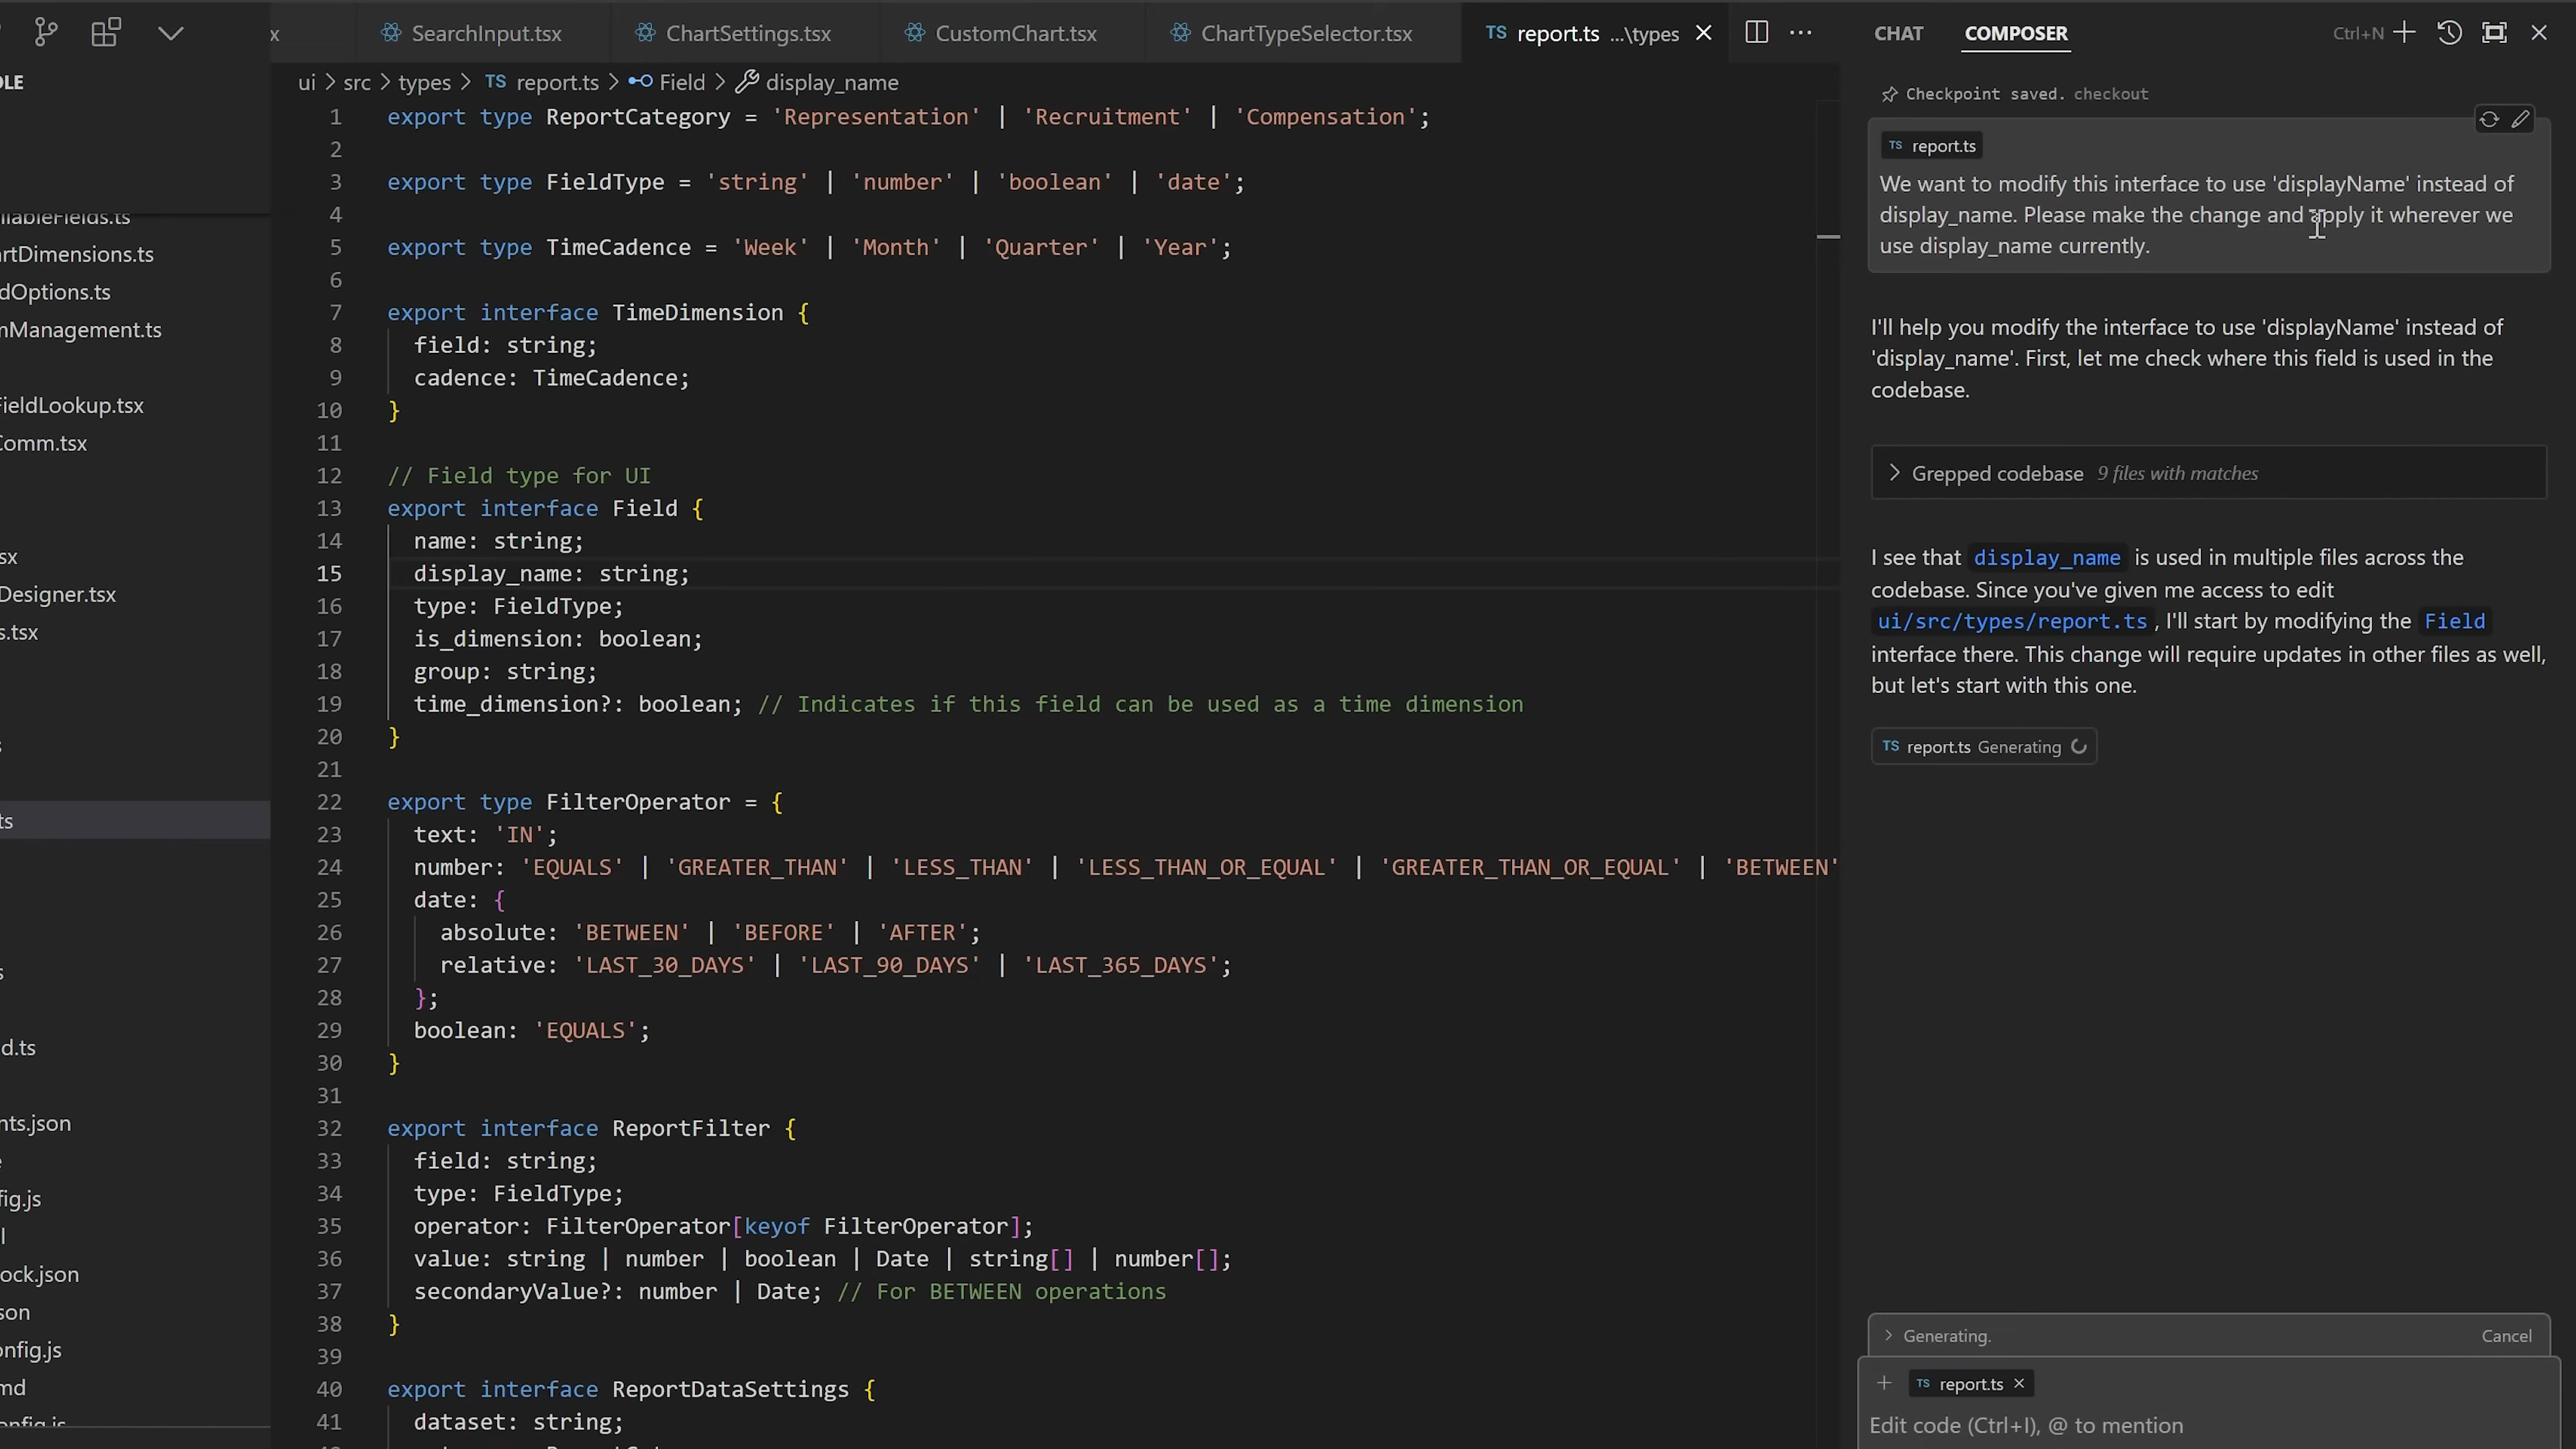 SearchInput.tsx
ChartSettings.tsx
CustomChart.tsx
ChartTypeSelector.tsx
TS report.ts ...\types
ui > src > types > TS report.ts > Field > display_name
1 export type ReportCategory = 'Representation' | 'Recruitment' | 'Compensation';
2
3 export type FieldType = 'string' | 'number' | 'boolean' | 'date';
4
5 export type TimeCadence = 'Week' | 'Month' | 'Quarter' | 'Year';
6
7 export interface TimeDimension {
8 field: string;
9 cadence: TimeCadence;
10 }
11
12 // Field type for UI
13 export interface Field {
14 name: string;
15 display_name: string;
16 type: FieldType;
17 is_dimension: boolean;
18 group: string;
19 time_dimension?: boolean; // Indicates if this field can be used as a time dimension
20 }
21
22 export type FilterOperator = {
23 text: 'IN';
24 number: 'EQUALS' | 'GREATER_THAN' | 'LESS_THAN' | 'LESS_THAN_OR_EQUAL' | 'GREATER_THAN_OR_EQUAL' | 'BETWEEN'
25 date: {
26 absolute: 'BETWEEN' | 'BEFORE' | 'AFTER';
27 relative: 'LAST_30_DAYS' | 'LAST_90_DAYS' | 'LAST_365_DAYS';
28 };
29 boolean: 'EQUALS';
30 }
31
32 export interface ReportFilter {
33 field: string;
34 type: FieldType;
35 operator: FilterOperator[keyof FilterOperator];
36 value: string | number | boolean | Date | string[] | number[];
37 secondaryValue?: number | Date; // For BETWEEN operations
38 }
39
40 export interface ReportDataSettings {
41 dataset: string;
OLE
rtDimensions.ts
dOptions.ts
mManagement.ts
ieldLookup.tsx
Comm.tsx
sx
Designer.tsx
s.tsx
ts
d.ts
nts.json
fig.js
ock.json
son
onfig.js
md
CHAT
COMPOSER
Ctrl+N
Checkpoint saved. checkout
TS report.ts
We want to modify this interface to use 'displayName' instead of
display_name. Please make the change and apply it wherever we
use display_name currently.
I'll help you modify the interface to use 'displayName' instead of
'display_name'. First, let me check where this field is used in the
codebase.
> Grepped codebase 9 files with matches
I see that display_name is used in multiple files across the
codebase. Since you've given me access to edit
ui/src/types/report.ts , I'll start by modifying the Field
interface there. This change will require updates in other files as well,
but let's start with this one.
TS report.ts Generating
> Generating. Cancel
+ TS report.ts ×
Edit code (Ctrl+I), @ to mention